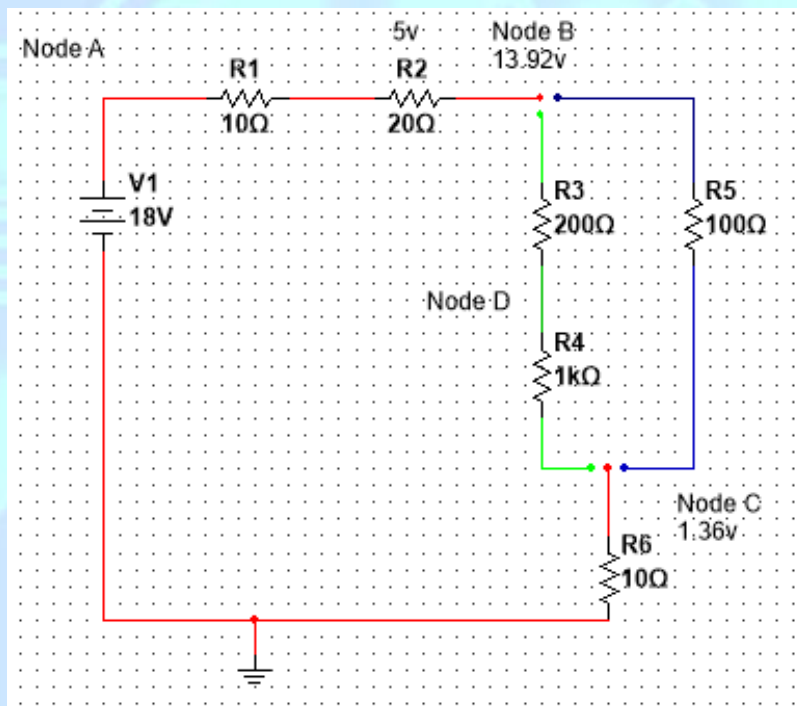 Node A
5v
Node B
13.92v
R1
10Ω
R2
20Ω
V1
18V
R3
200Ω
R5
100Ω
Node D
R4
1kΩ
Node C
1.36v
R6
10Ω